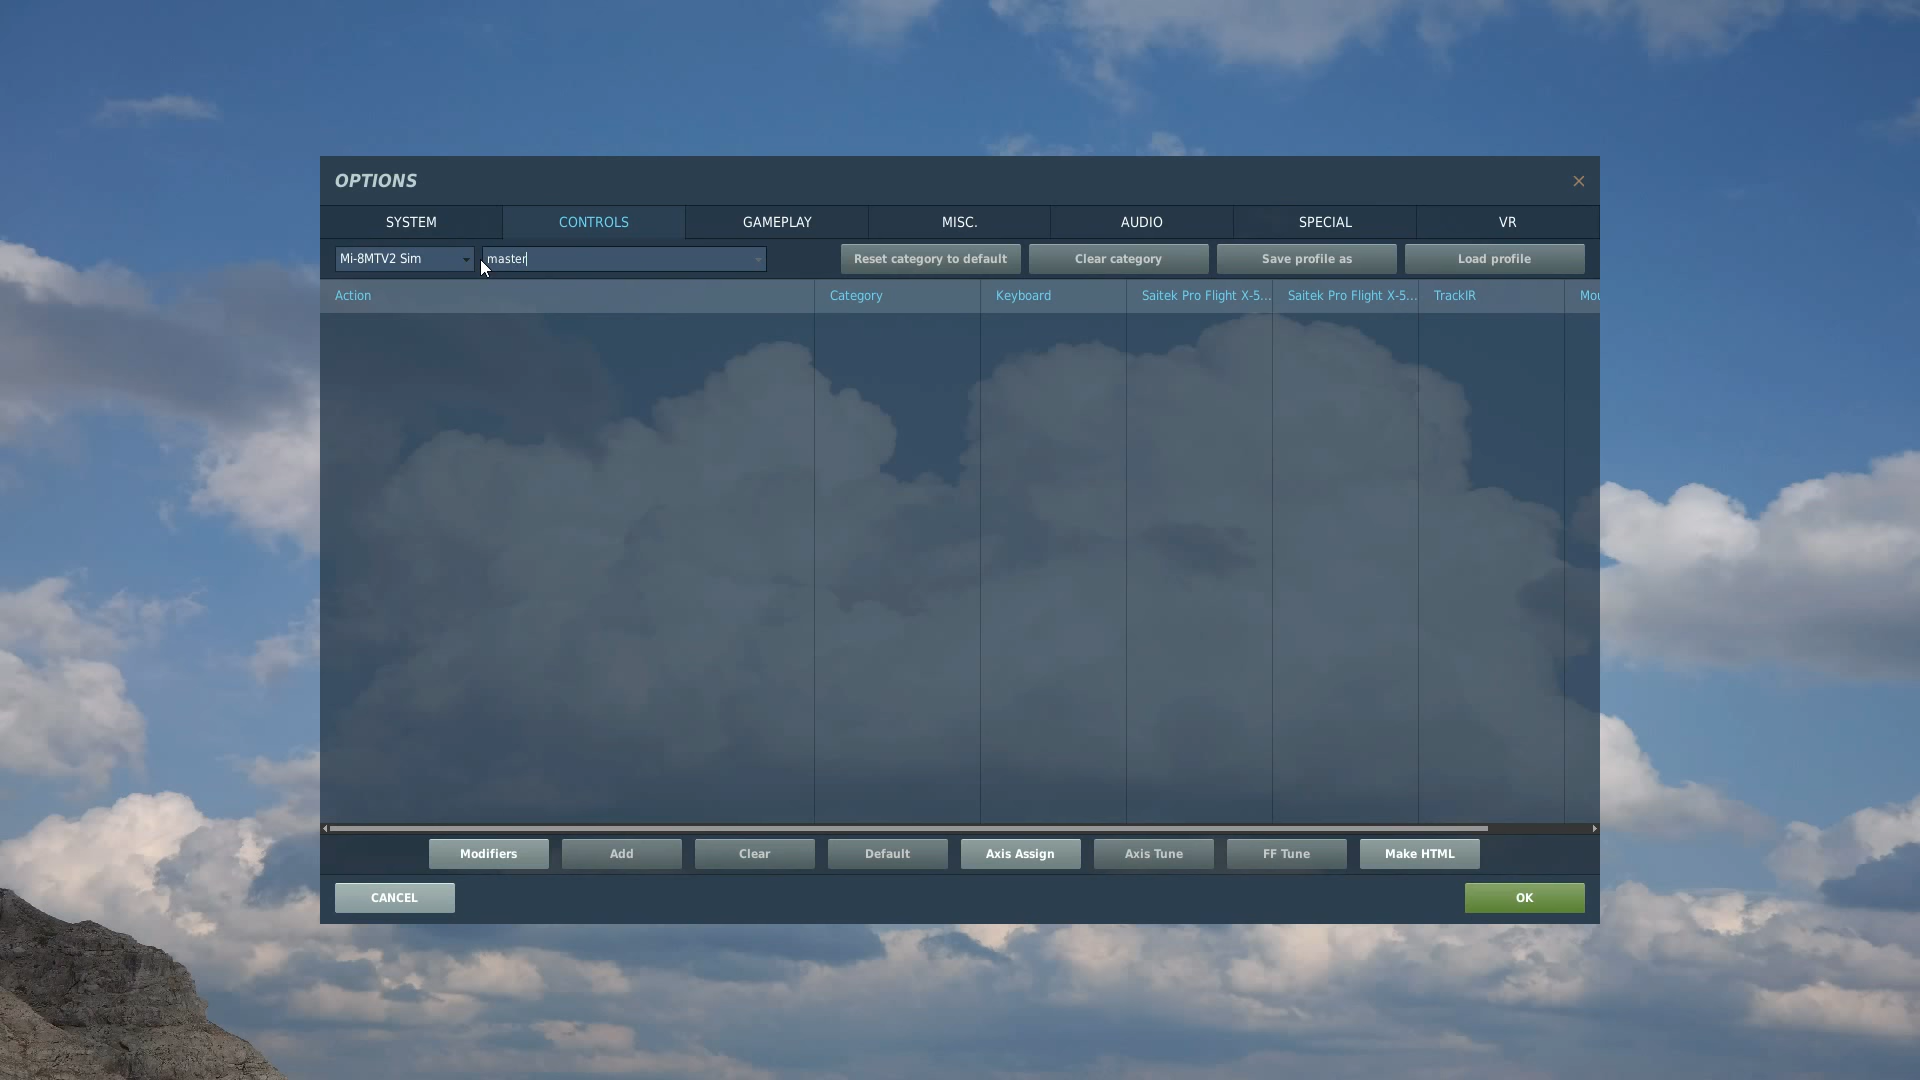 OPTIONS
SYSTEM CONTROLS GAMEPLAY MISC. AUDIO SPECIAL VR
Mi-8MTV2 Sim master Reset category to default Clear category Save profile as Load profile
Action Category Keyboard Saitek Pro Flight X-5... Saitek Pro Flight X-5... TrackIR Mou
Modifiers Add Clear Default Axis Assign Axis Tune FF Tune Make HTML
CANCEL OK